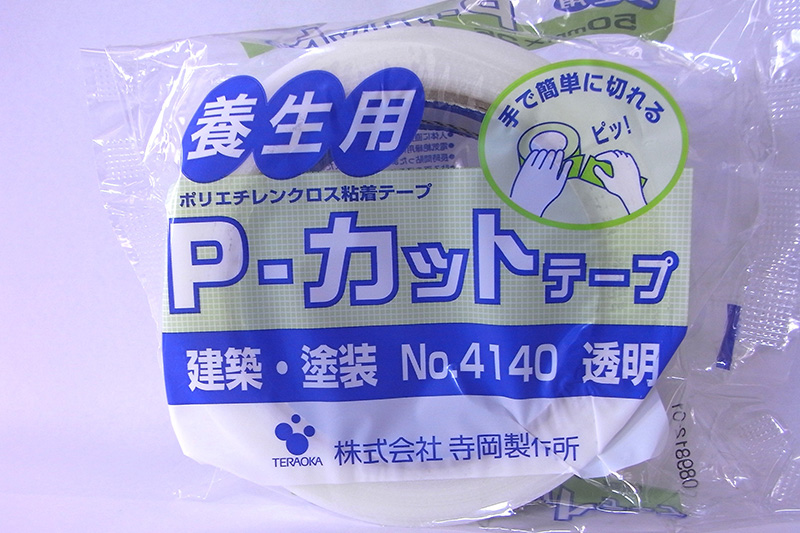 50mm
養生用
手で簡単に切れる
ピッ!
ポリエチレンクロス粘着テープ
P-カットテープ
建築・塗装 No.4140 透明
TERAOKA 株式会社 寺岡製作所